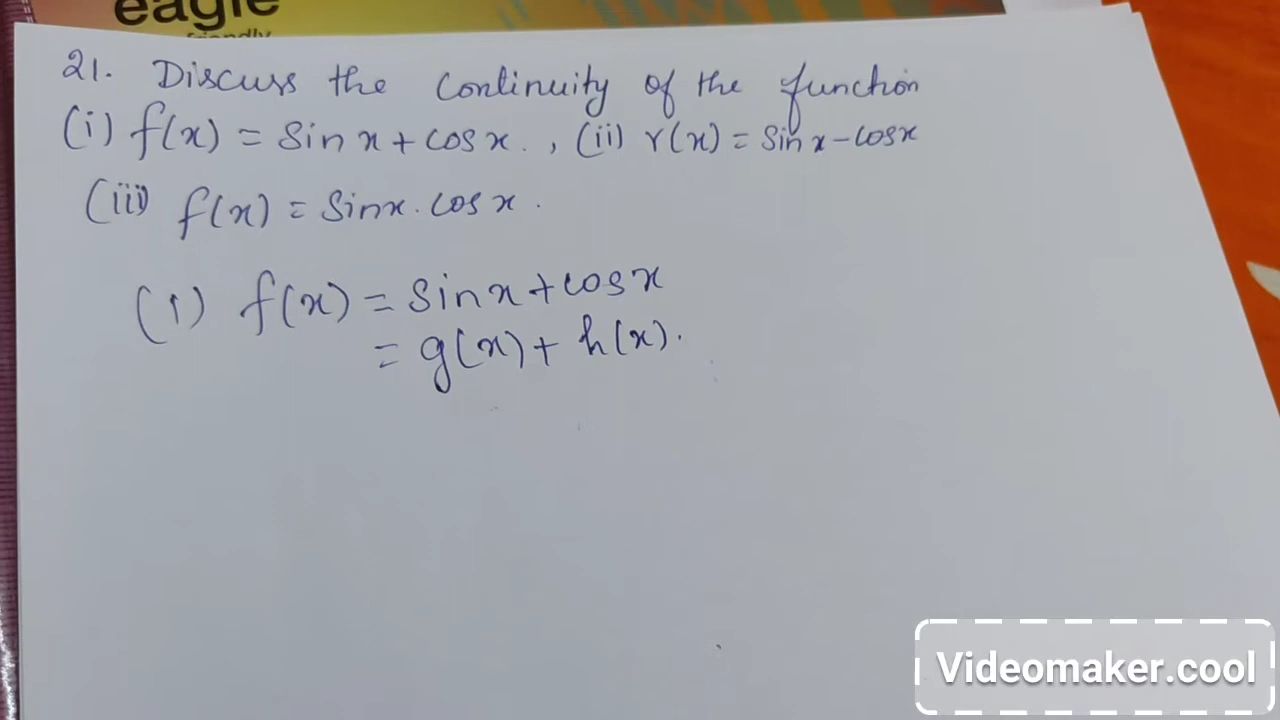 eagle
friendly
21. Discuss the continuity of the function
(i) f(x) = sin x + cos x . , (ii) r(x) = sin x - cos x
(iii) f(x) = sin x . cos x .
(1) f(x) = sin x + cos x
= g(x) + h(x).
Videomaker.cool